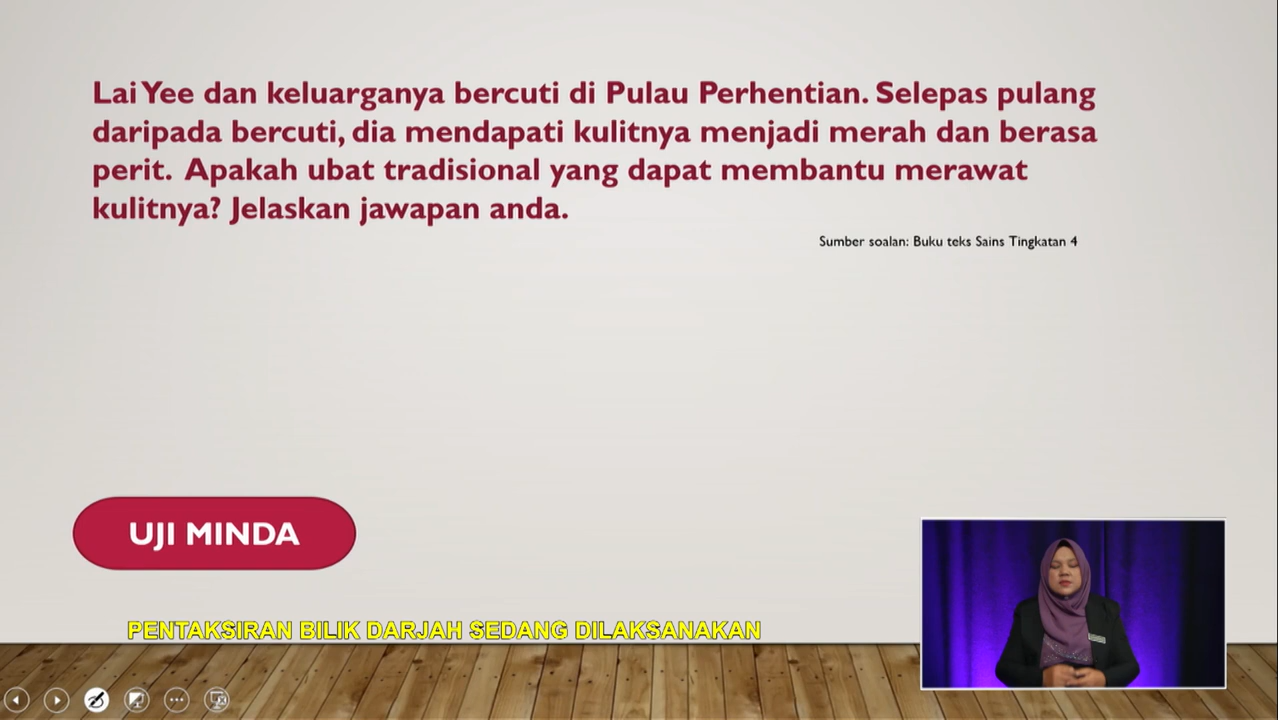 Lai Yee dan keluarganya bercuti di Pulau Perhentian. Selepas pulang
daripada bercuti, dia mendapati kulitnya menjadi merah dan berasa
perit. Apakah ubat tradisional yang dapat membantu merawat
kulitnya? Jelaskan jawapan anda.
Sumber soalan: Buku teks Sains Tingkatan 4
UJI MINDA
PENTAKSIRAN BILIK DARJAH SEDANG DILAKSANAKAN